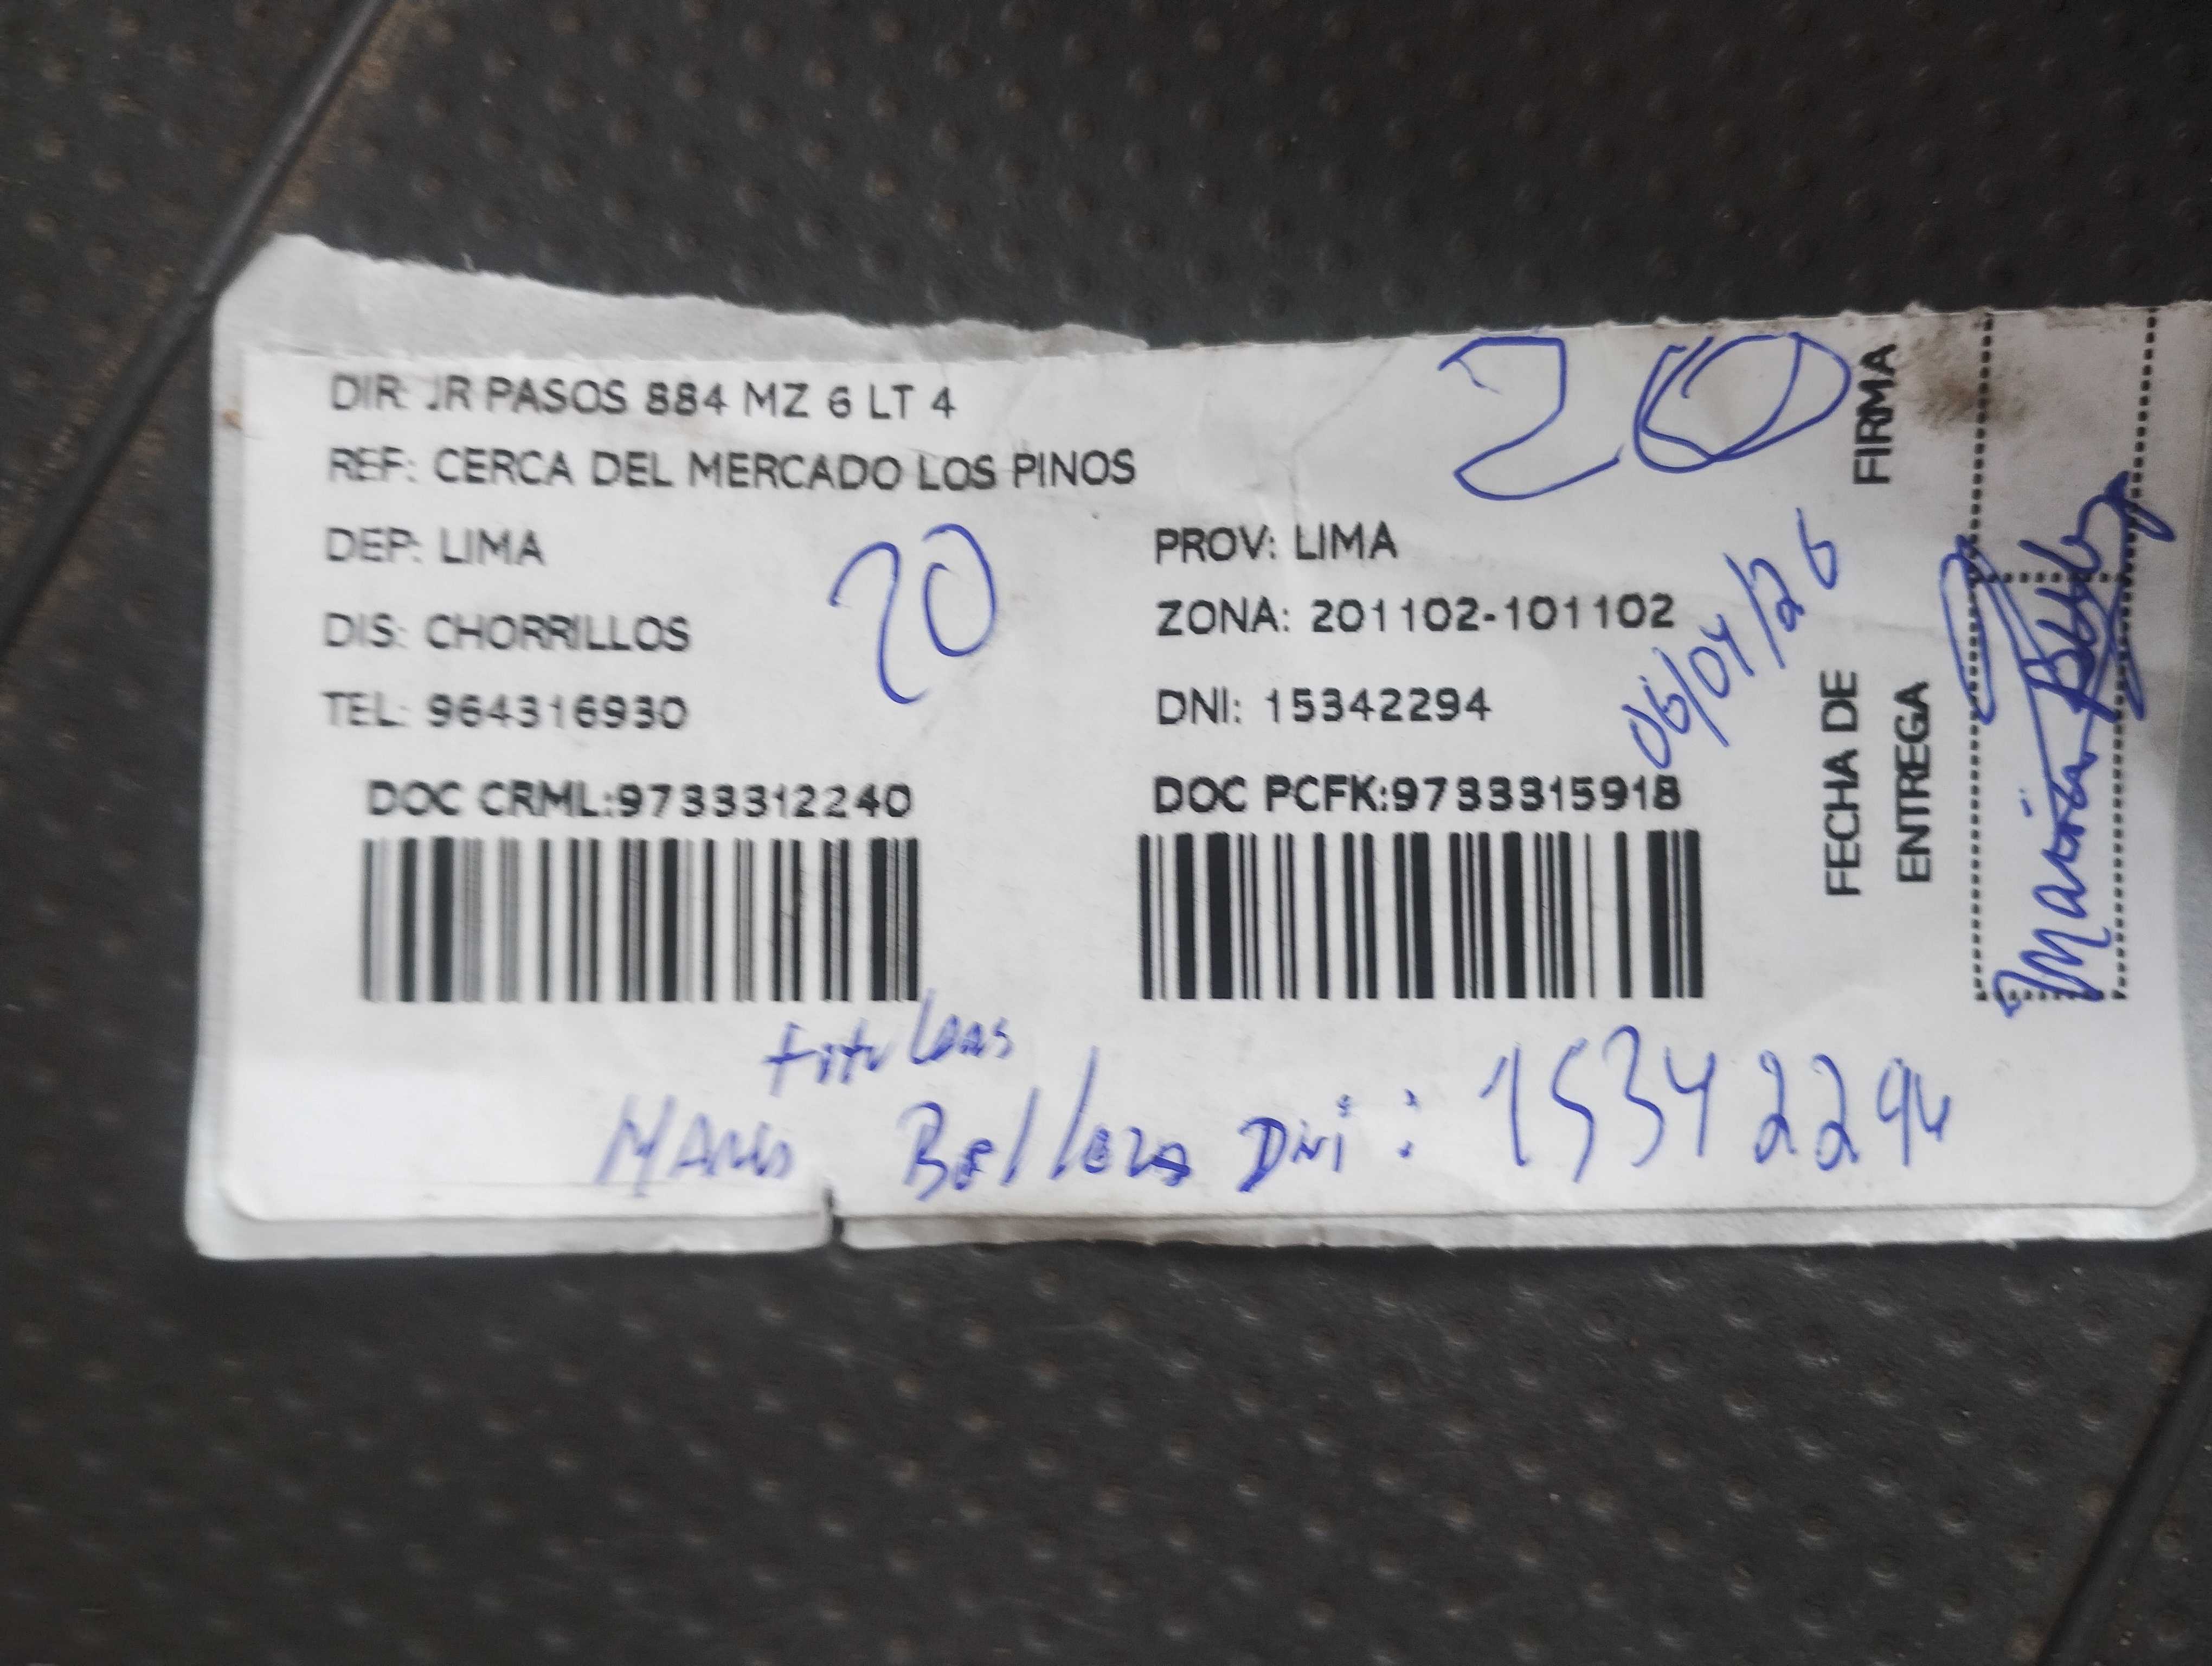 DIR: JR PASOS 884 MZ 6 LT 4
REF: CERCA DEL MERCADO LOS PINOS
20
DEP: LIMA
PROV: LIMA
20
DIS: CHORRILLOS
ZONA: 201102-101102
TEL: 964316930
DNI: 15342294
06/04/26
DOC CRML:9733312240
DOC PCFK:9733315918
FIRMA
FECHA DE
ENTREGA
Maria
Belleza Dni: 15342294